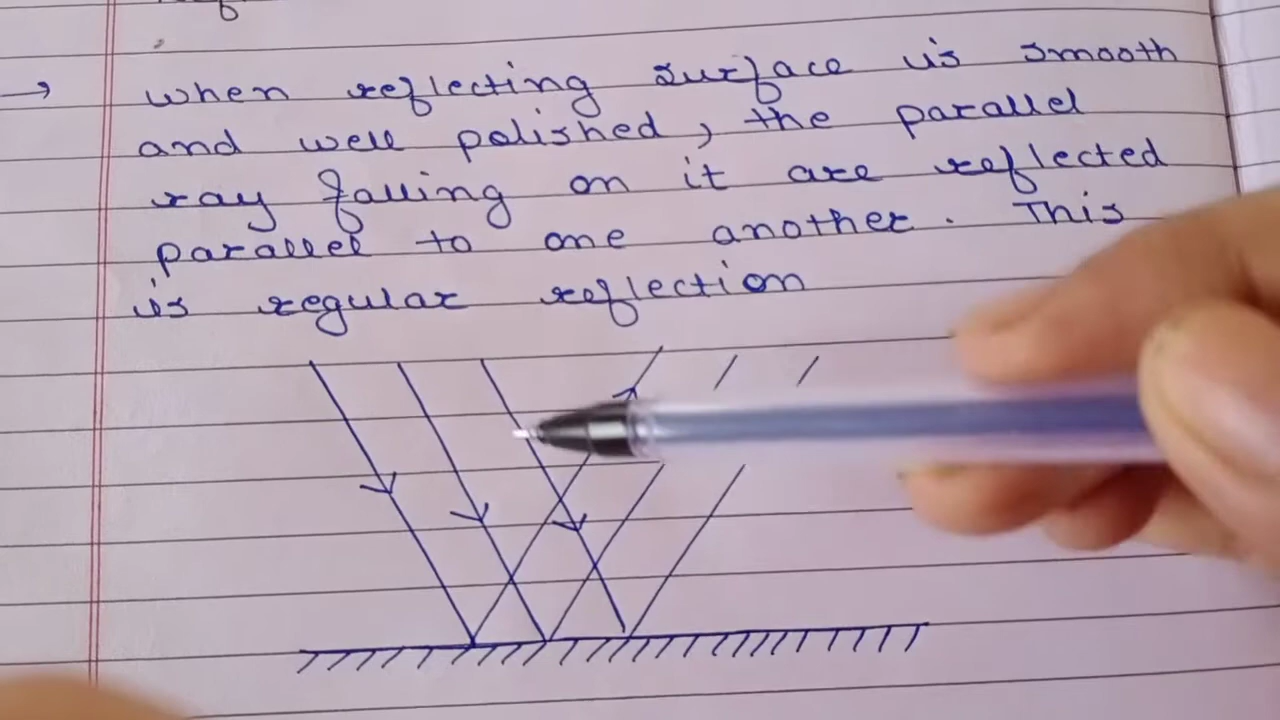 → when reflecting surface is smooth
and well polished, the parallel
ray falling on it are reflected
parallel to one another. This
is regular reflection